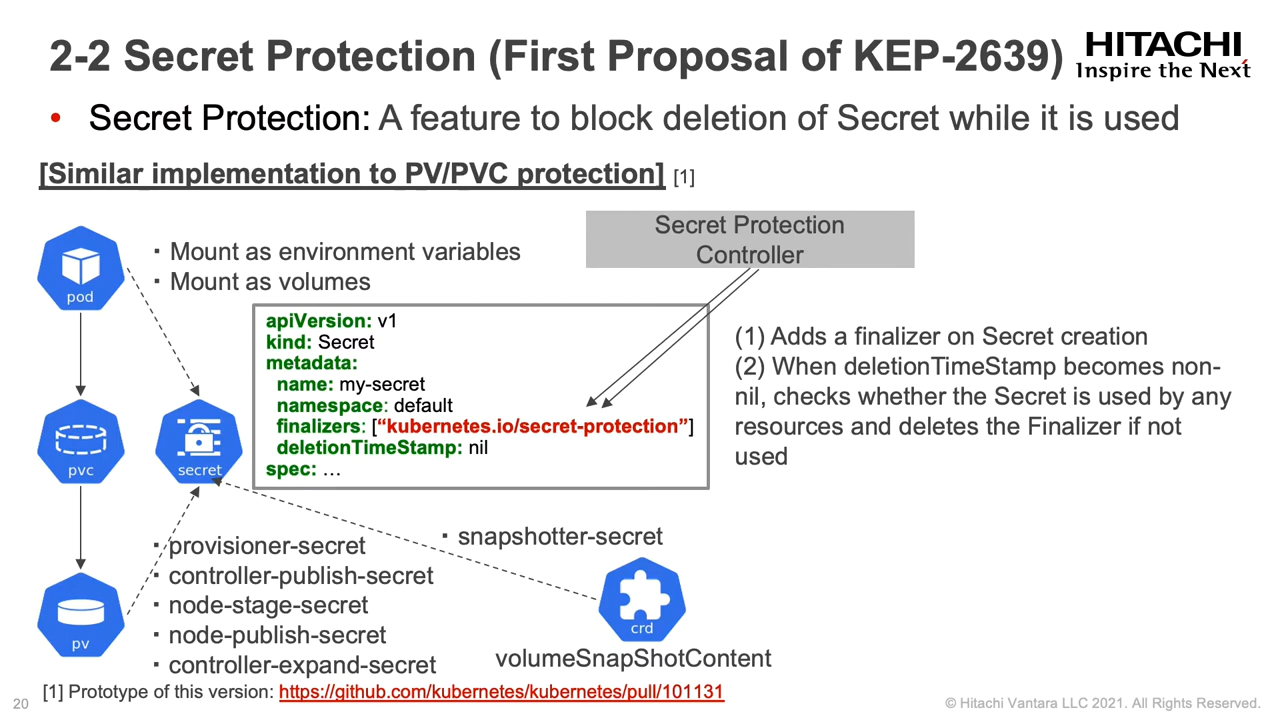 2-2 Secret Protection (First Proposal of KEP-2639)
HITACHI
Inspire the Next
• Secret Protection: A feature to block deletion of Secret while it is used
[Similar implementation to PV/PVC protection] [1]
Secret Protection
Controller
pod
・Mount as environment variables
・Mount as volumes
apiVersion: v1
kind: Secret
metadata:
name: my-secret
namespace: default
finalizers: [“kubernetes.io/secret-protection”]
deletionTimeStamp: nil
spec: …
(1) Adds a finalizer on Secret creation
(2) When deletionTimeStamp becomes non-
nil, checks whether the Secret is used by any
resources and deletes the Finalizer if not
used
pvc
secret
・provisioner-secret
・controller-publish-secret
・node-stage-secret
・node-publish-secret
・controller-expand-secret
・snapshotter-secret
pv
crd
volumeSnapShotContent
[1] Prototype of this version: https://github.com/kubernetes/kubernetes/pull/101131
20
© Hitachi Vantara LLC 2021. All Rights Reserved.